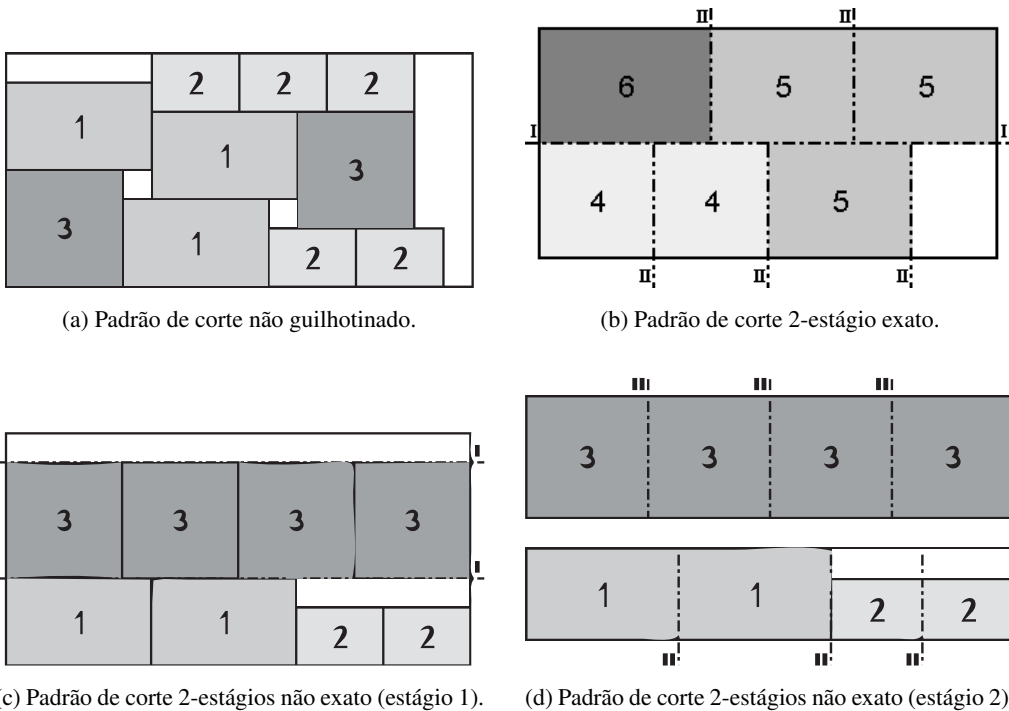 2 2 2
1
1
3
3
1
2 2
(a) Padrão de corte não guilhotinado.
II II
6 5 5
I I
4 4 5
II II II
(b) Padrão de corte 2-estágio exato.
I
3 3 3 3
I
1 1 2 2
(c) Padrão de corte 2-estágios não exato (estágio 1).
II II II
3 3 3 3
1 1 2 2
II II II
(d) Padrão de corte 2-estágios não exato (estágio 2)